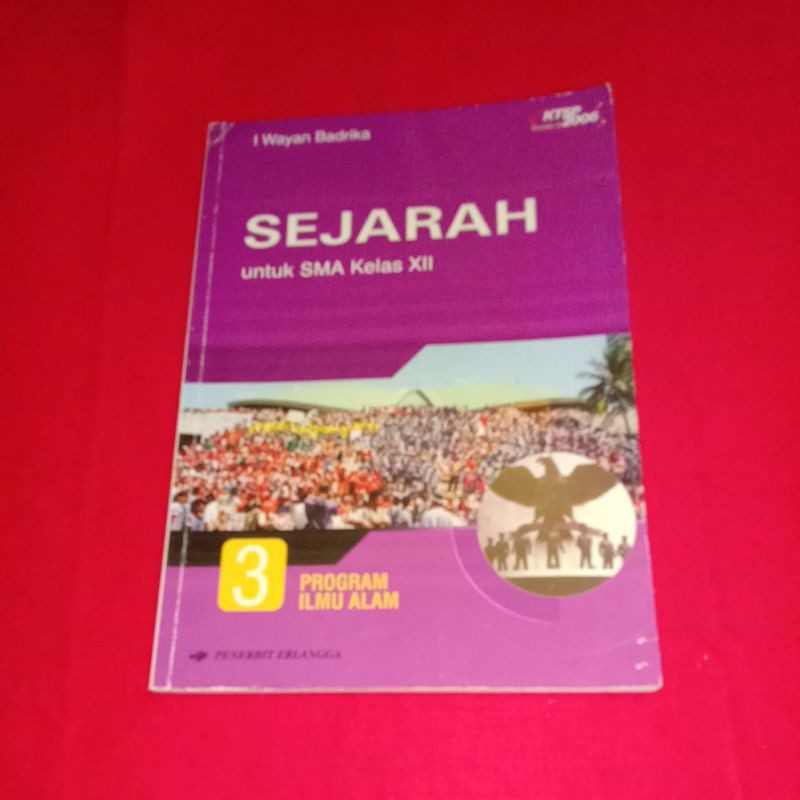 I Wayan Badrika
KTSP
2006
SEJARAH
untuk SMA Kelas XII
3
PROGRAM
ILMU ALAM
PENERBIT ERLANGGA